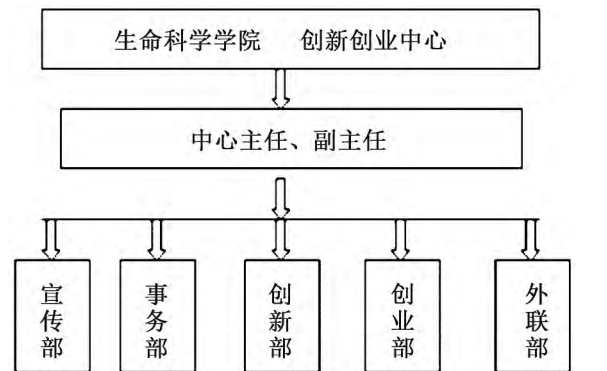 生命科学学院 创新创业中心
中心主任、副主任
宣传部
事务部
创新部
创业部
外联部